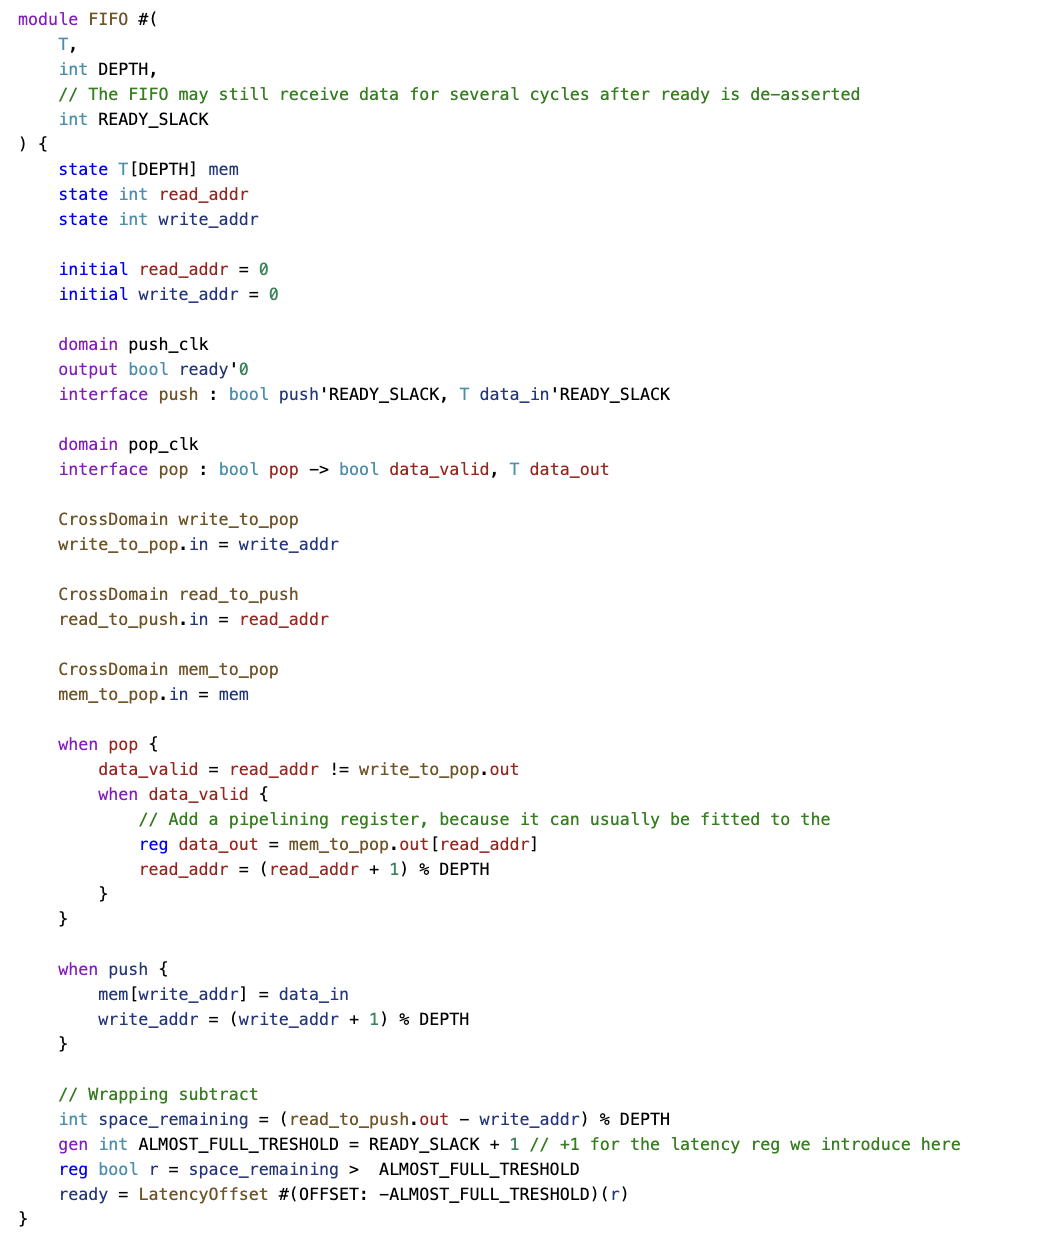 module FIFO #(
    T,
    int DEPTH,
    // The FIFO may still receive data for several cycles after ready is de-asserted
    int READY_SLACK
) {
    state T[DEPTH] mem
    state int read_addr
    state int write_addr

    initial read_addr = 0
    initial write_addr = 0

    domain push_clk
    output bool ready'0
    interface push : bool push'READY_SLACK, T data_in'READY_SLACK

    domain pop_clk
    interface pop : bool pop -> bool data_valid, T data_out

    CrossDomain write_to_pop
    write_to_pop.in = write_addr

    CrossDomain read_to_push
    read_to_push.in = read_addr

    CrossDomain mem_to_pop
    mem_to_pop.in = mem

    when pop {
        data_valid = read_addr != write_to_pop.out
        when data_valid {
            // Add a pipelining register, because it can usually be fitted to the
            reg data_out = mem_to_pop.out[read_addr]
            read_addr = (read_addr + 1) % DEPTH
        }
    }

    when push {
        mem[write_addr] = data_in
        write_addr = (write_addr + 1) % DEPTH
    }

    // Wrapping subtract
    int space_remaining = (read_to_push.out - write_addr) % DEPTH
    gen int ALMOST_FULL_TRESHOLD = READY_SLACK + 1 // +1 for the latency reg we introduce here
    reg bool r = space_remaining >  ALMOST_FULL_TRESHOLD
    ready = LatencyOffset #(OFFSET: -ALMOST_FULL_TRESHOLD)(r)
}